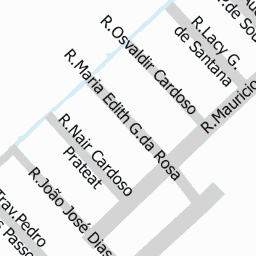 R.Osvaldir Cardoso
R.Lacy G.
de Santana
R.Maria Edith G.da Rosa
R.Mauricio
R.Nair Cardoso
Prateat
R.João José Dias
Trav.Pedro